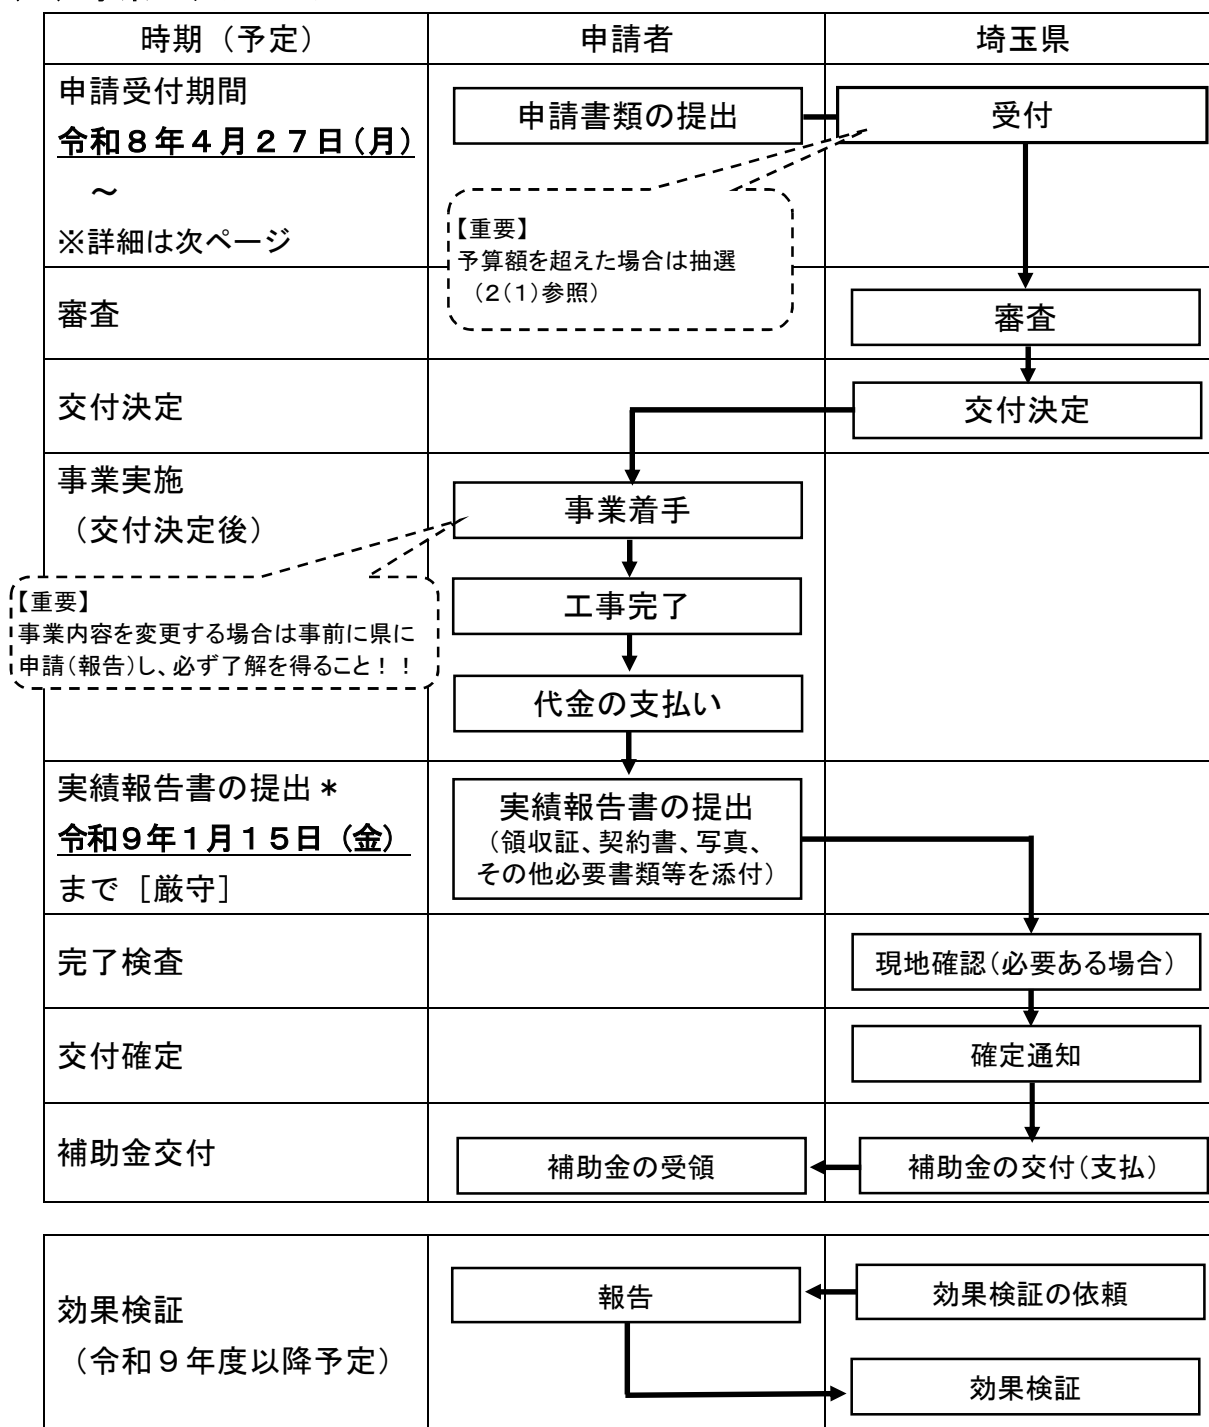 時期（予定）
申請者
埼玉県
申請受付期間
令和８年４月２７日（月）
～
※詳細は次ページ
申請書類の提出
受付
【重要】
予算額を超えた場合は抽選
（２（１）参照）
審査
審査
交付決定
交付決定
事業実施
（交付決定後）
事業着手
【重要】
事業内容を変更する場合は事前に県に
申請（報告）し、必ず了解を得ること！！
工事完了
代金の支払い
実績報告書の提出＊
令和９年１月１５日（金）
まで［厳守］
実績報告書の提出
（領収証、契約書、写真、
その他必要書類等を添付）
完了検査
現地確認（必要ある場合）
交付確定
確定通知
補助金交付
補助金の受領
補助金の交付（支払）
効果検証
（令和９年度以降予定）
報告
効果検証の依頼
効果検証